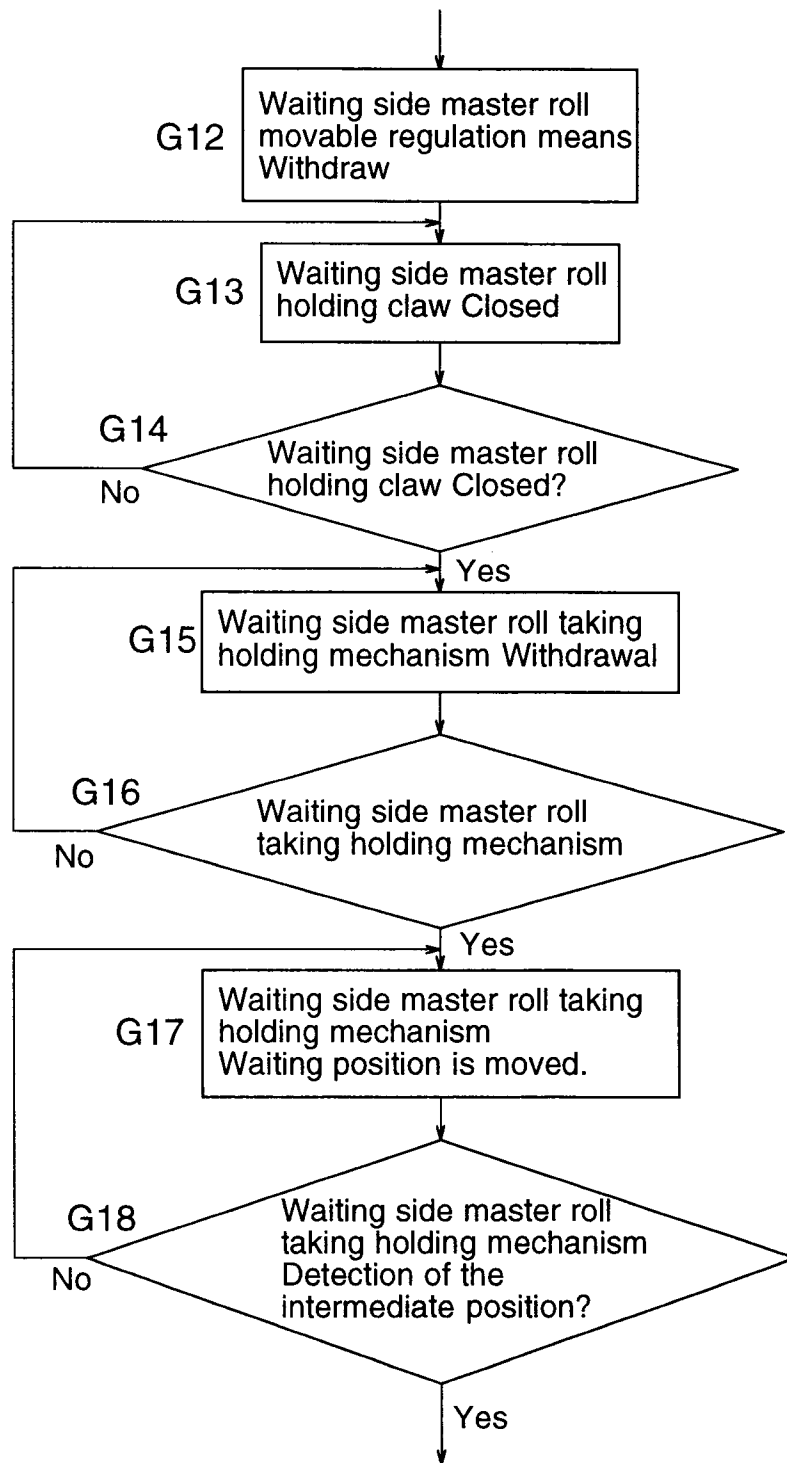 G12
Waiting side master roll
movable regulation means
Withdraw
G13
Waiting side master roll
holding claw Closed
G14
Waiting side master roll
holding claw Closed?
No
Yes
G15
Waiting side master roll taking
holding mechanism Withdrawal
G16
Waiting side master roll
taking holding mechanism
No
Yes
G17
Waiting side master roll taking
holding mechanism
Waiting position is moved.
G18
Waiting side master roll
taking holding mechanism
Detection of the
intermediate position?
No
Yes